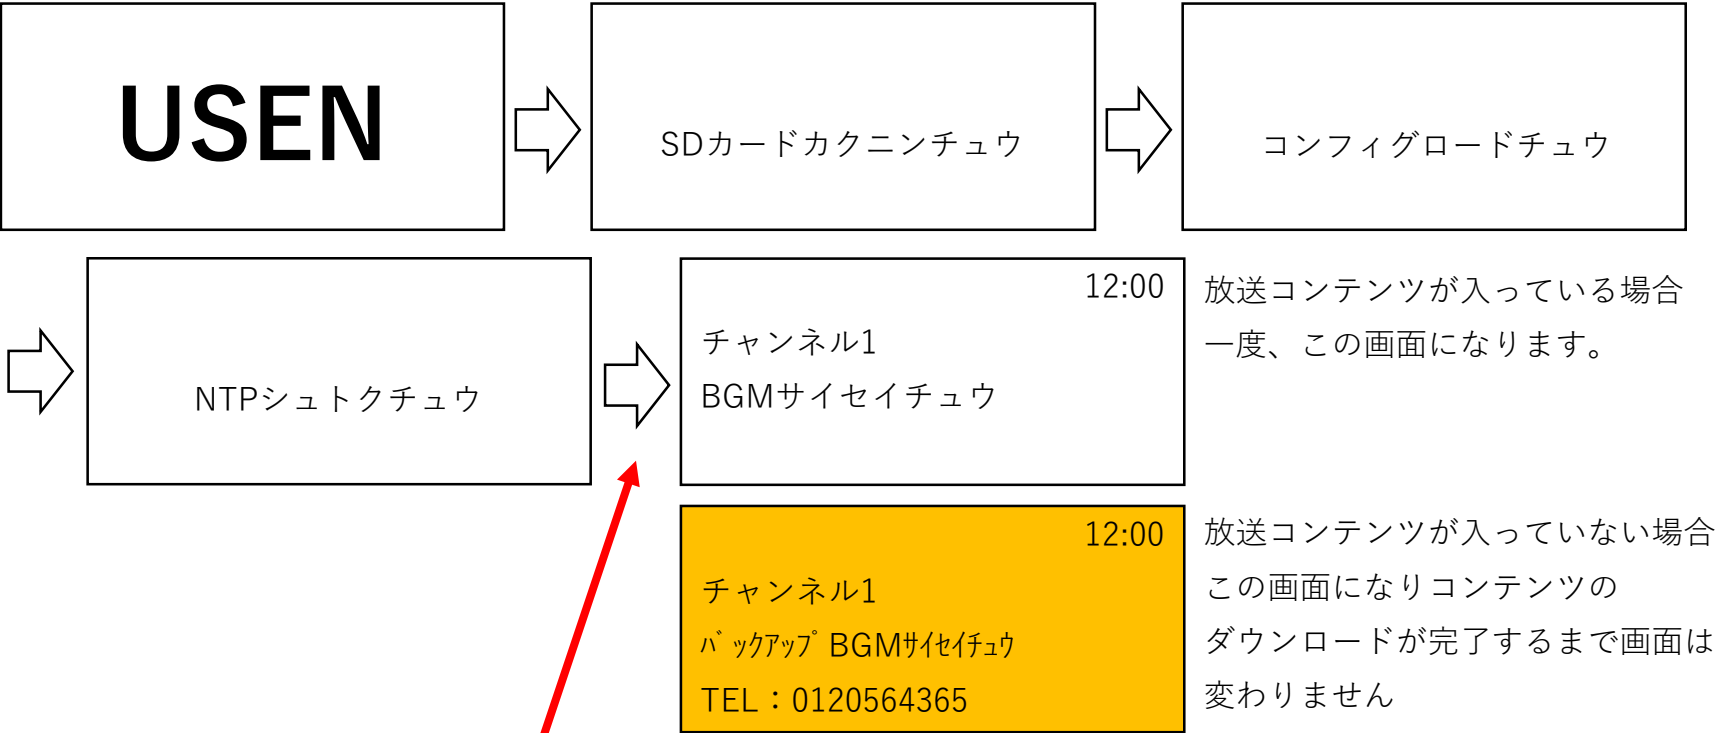 USEN
SDカードカクニンチュウ
コンフィグロードチュウ
NTPシュトクチュウ
12:00
チャンネル1
BGMサイセイチュウ
放送コンテンツが入っている場合
一度、この画面になります。
12:00
チャンネル1
ﾊﾞｯｸｱｯﾌﾟBGMｻｲｾｲﾁｭｳ
TEL：0120564365
放送コンテンツが入っていない場合
この画面になりコンテンツの
ダウンロードが完了するまで画面は
変わりません